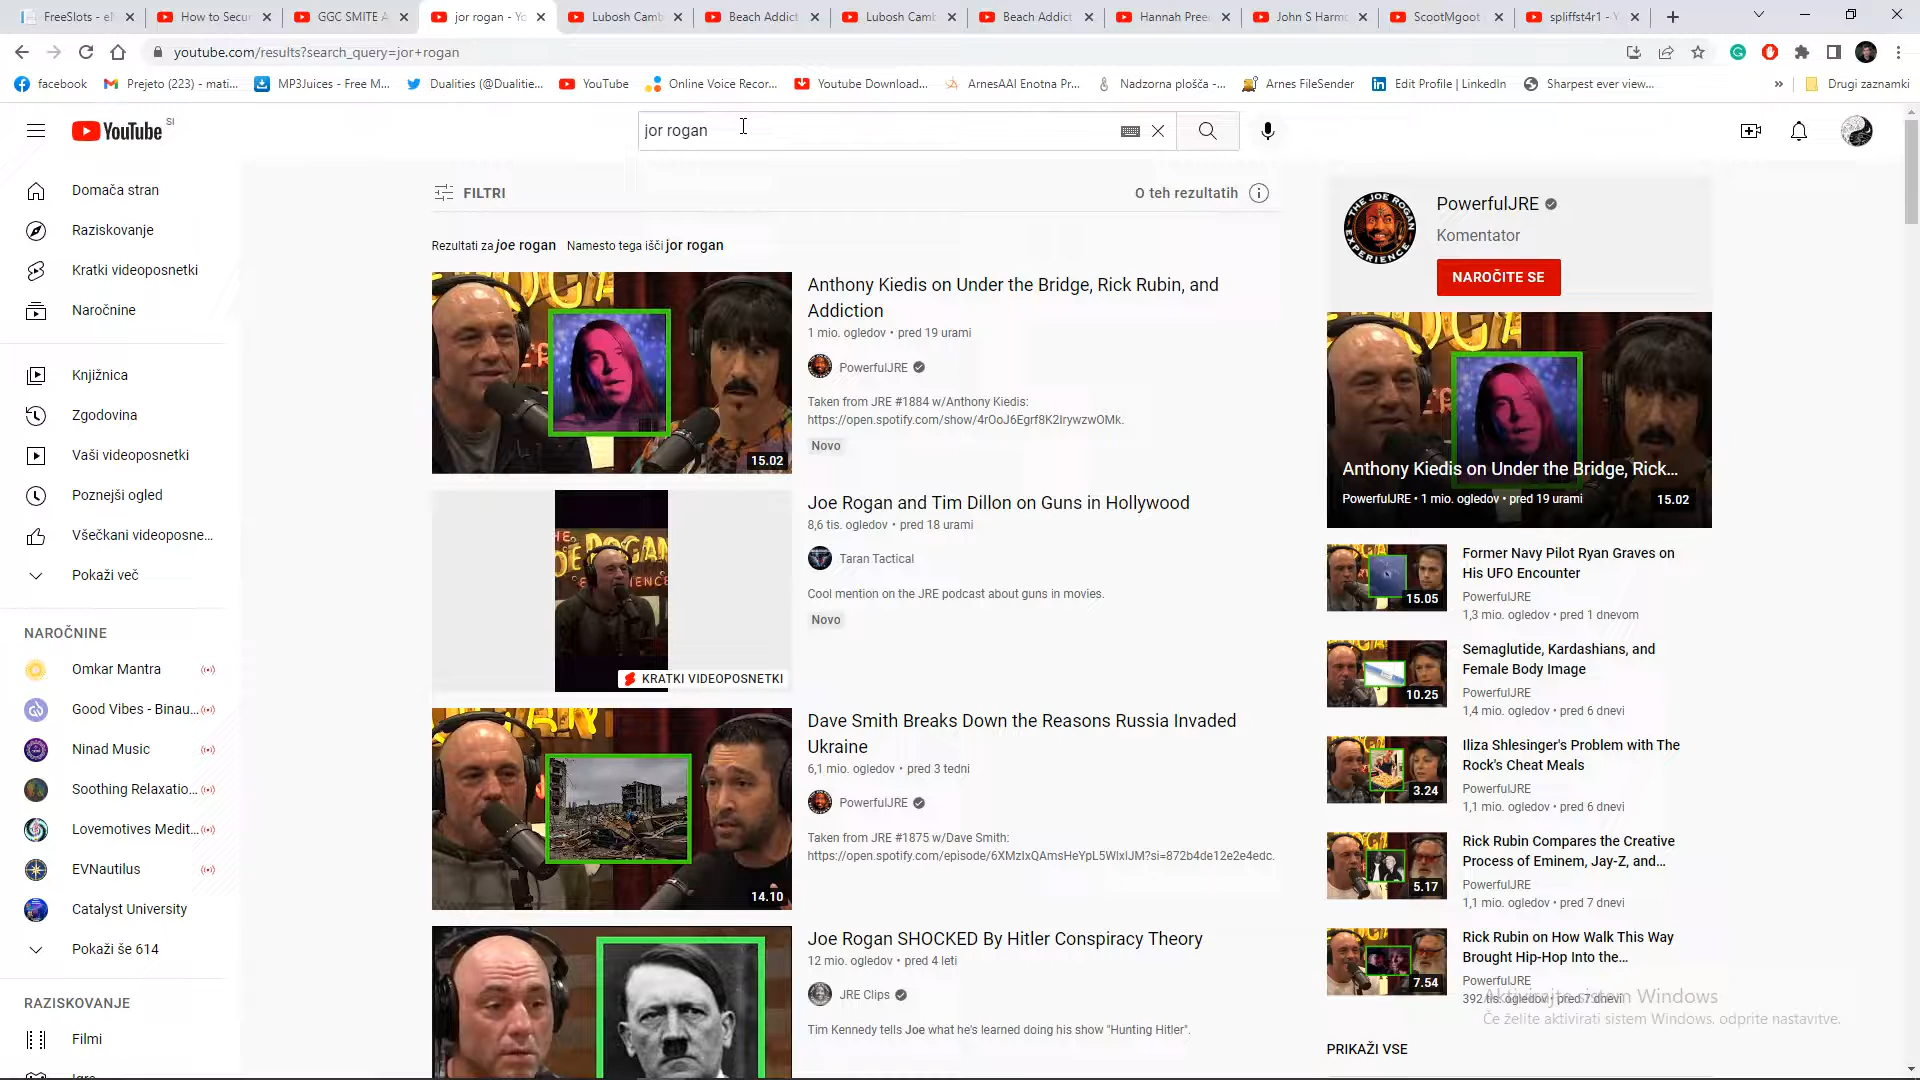 FreeSlots - el
How to Secur
GGC SMITE A
jor rogan - Yo
Lubosh Camb
Beach Addict
Lubosh Camb
Beach Addict
Hannah Pree
John S Harmo
ScootMgoot
spliffst4r1 - Y
youtube.com/results?search_query=jor+rogan
facebook
Prejeto (223) - mati...
MP3Juices - Free M...
Dualities (@Dualitie...
YouTube
Online Voice Recor...
Youtube Download...
ArnesAAI Enotna Pr...
Nadzorna plošča -...
Arnes FileSender
Edit Profile | LinkedIn
Sharpest ever view...
»
Drugi zaznamki
YouTube SI
jor rogan
Domača stran
Raziskovanje
Kratki videoposnetki
Naročnine
Knjižnica
Zgodovina
Vaši videoposnetki
Poznejši ogled
Všečkani videoposne...
Pokaži več
NAROČNINE
Omkar Mantra
Good Vibes - Binau...
Ninad Music
Soothing Relaxatio...
Lovemotives Medit...
EVNautilus
Catalyst University
Pokaži še 614
RAZISKOVANJE
Filmi
FILTRI
O teh rezultatih
Rezultati za joe rogan Namesto tega išči jor rogan
15.02
Anthony Kiedis on Under the Bridge, Rick Rubin, and
Addiction
1 mio. ogledov • pred 19 urami
PowerfulJRE
Taken from JRE #1884 w/Anthony Kiedis:
https://open.spotify.com/show/4rOoJ6Egrf8K2IrywzwOMk.
Novo
KRATKI VIDEOPOSNETKI
Joe Rogan and Tim Dillon on Guns in Hollywood
8,6 tis. ogledov • pred 18 urami
Taran Tactical
Cool mention on the JRE podcast about guns in movies.
Novo
14.10
Dave Smith Breaks Down the Reasons Russia Invaded
Ukraine
6,1 mio. ogledov • pred 3 tedni
PowerfulJRE
Taken from JRE #1875 w/Dave Smith:
https://open.spotify.com/episode/6XMzIxQAmsHeYpL5WlxlJM?si=872b4de12e2e4edc.
Joe Rogan SHOCKED By Hitler Conspiracy Theory
12 mio. ogledov • pred 4 leti
JRE Clips
Tim Kennedy tells Joe what he's learned doing his show "Hunting Hitler".
THE JOE ROGAN EXPERIENCE
PowerfulJRE
Komentator
NAROČITE SE
Anthony Kiedis on Under the Bridge, Rick...
PowerfulJRE • 1 mio. ogledov • pred 19 urami
15.02
15.05
Former Navy Pilot Ryan Graves on
His UFO Encounter
PowerfulJRE
1,3 mio. ogledov • pred 1 dnevom
10.25
Semaglutide, Kardashians, and
Female Body Image
PowerfulJRE
1,4 mio. ogledov • pred 6 dnevi
3.24
Iliza Shlesinger's Problem with The
Rock's Cheat Meals
PowerfulJRE
1,1 mio. ogledov • pred 6 dnevi
5.17
Rick Rubin Compares the Creative
Process of Eminem, Jay-Z, and...
PowerfulJRE
1,1 mio. ogledov • pred 7 dnevi
7.54
Rick Rubin on How Walk This Way
Brought Hip-Hop Into the...
PowerfulJRE
392 tis. ogledov • pred 7 dnevi
Aktivirajte sistem Windows
Če želite aktivirati sistem Windows, odprite nastavitve.
PRIKAŽI VSE